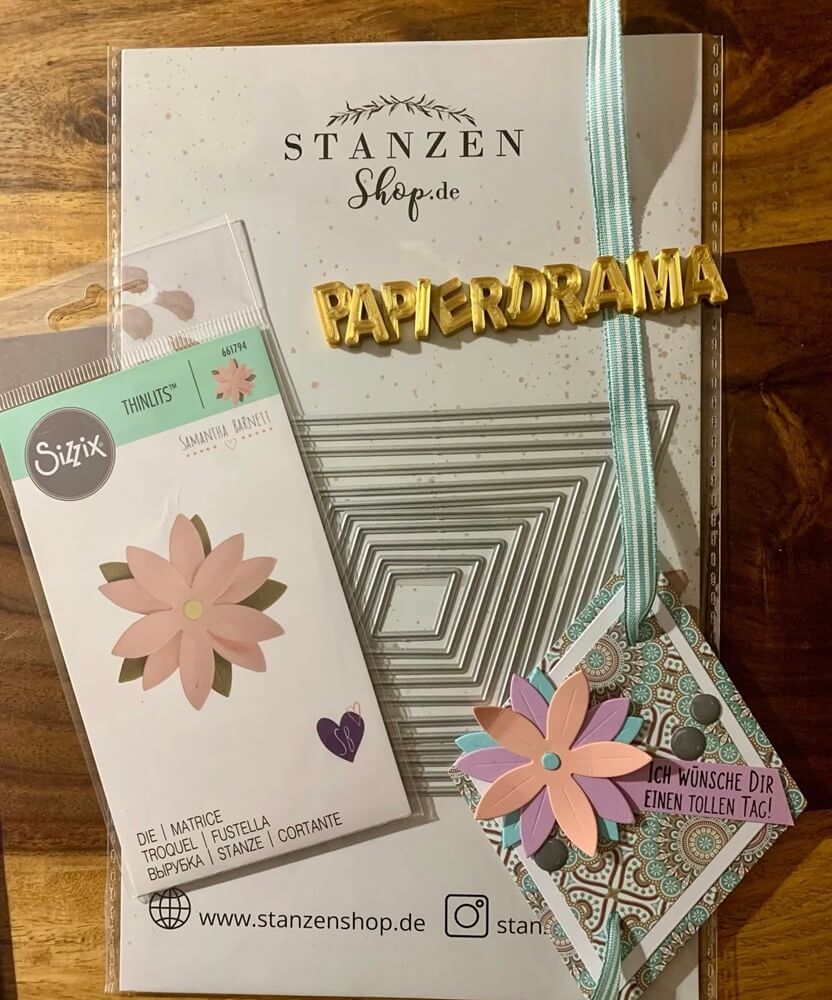 STANZEN
Shop.de
PAPIERDRAMA
661794
THINLITS™
Sizzix
SAMANTHA BARNETT
SB
DIE | MATRICE
TROQUEL | FUSTELLA
ВЫРУБКА | STANZE | CORTANTE
ICH WÜNSCHE DIR
EINEN TOLLEN TAG!
www.stanzenshop.de
stan